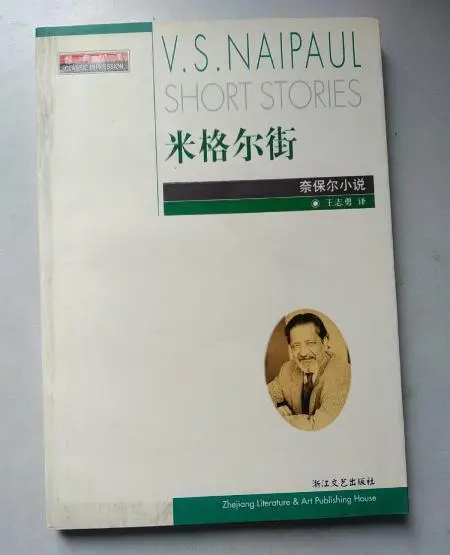 CLASSIC IMPRESSION
V.S.NAIPAUL
SHORT STORIES
米格尔街
奈保尔小说
王志勇 译
浙江文艺出版社
Zhejiang Literature & Art Publishing House